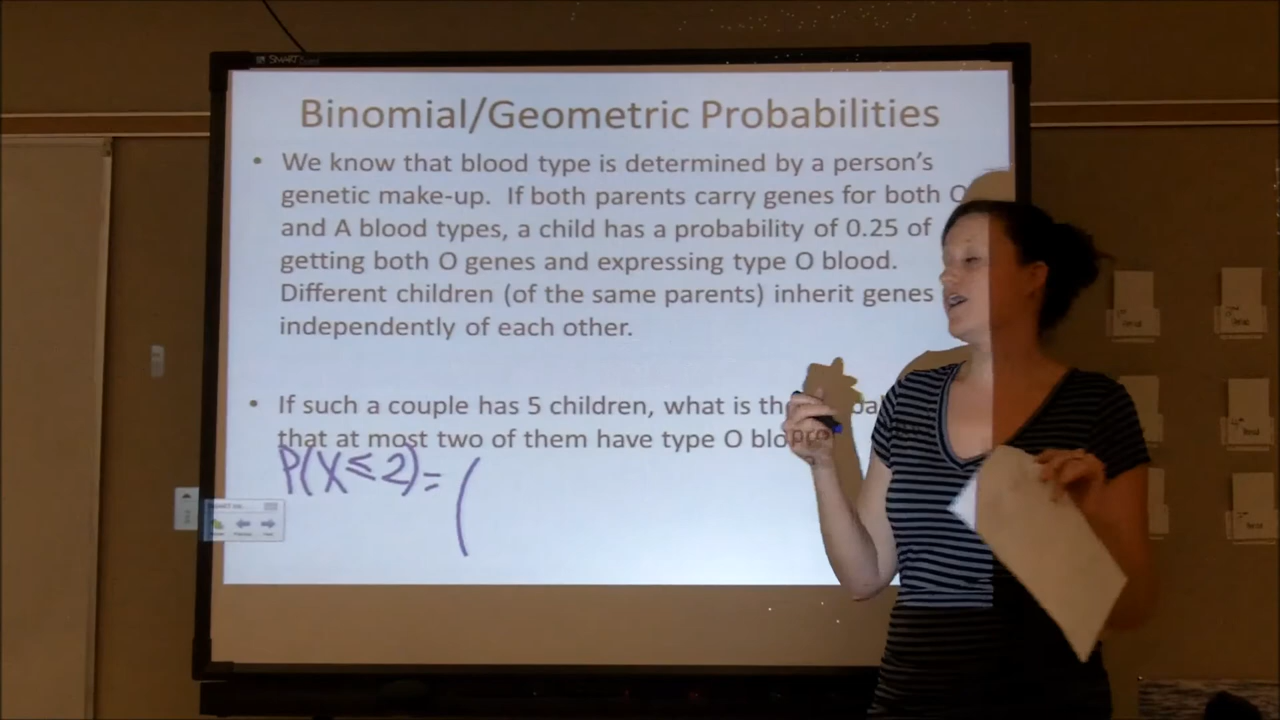 SMART
Binomial/Geometric Probabilities
• We know that blood type is determined by a person's
genetic make-up. If both parents carry genes for both O
and A blood types, a child has a probability of 0.25 of
getting both O genes and expressing type O blood.
Different children (of the same parents) inherit genes
independently of each other.
• If such a couple has 5 children, what is the
that at most two of them have type O
P(X≤2)= (